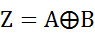 Z = A⊕B